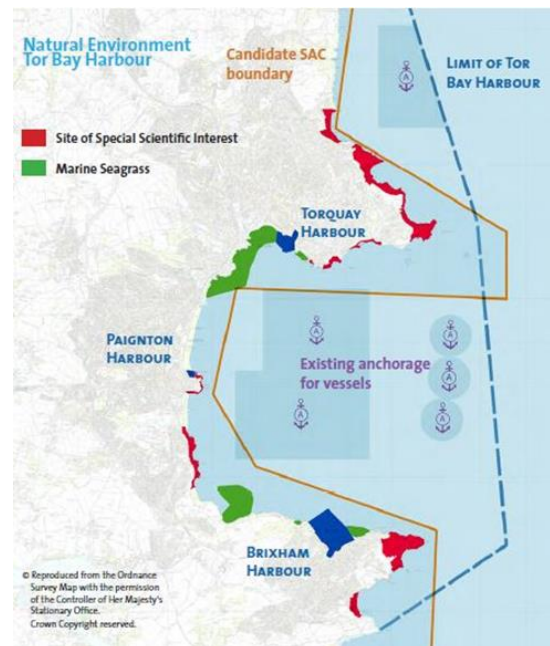 Natural Environment
Tor Bay Harbour
Candidate SAC
boundary
LIMIT OF TOR
BAY HARBOUR
A
Site of Special Scientific Interest
Marine Seagrass
TORQUAY
HARBOUR
PAIGNTON
HARBOUR
Existing anchorage
for vessels
A
A
A
A
A
BRIXHAM
HARBOUR
© Reproduced from the Ordnance
Survey Map with the permission
of the Controller of Her Majesty's
Stationary Office.
Crown Copyright reserved.